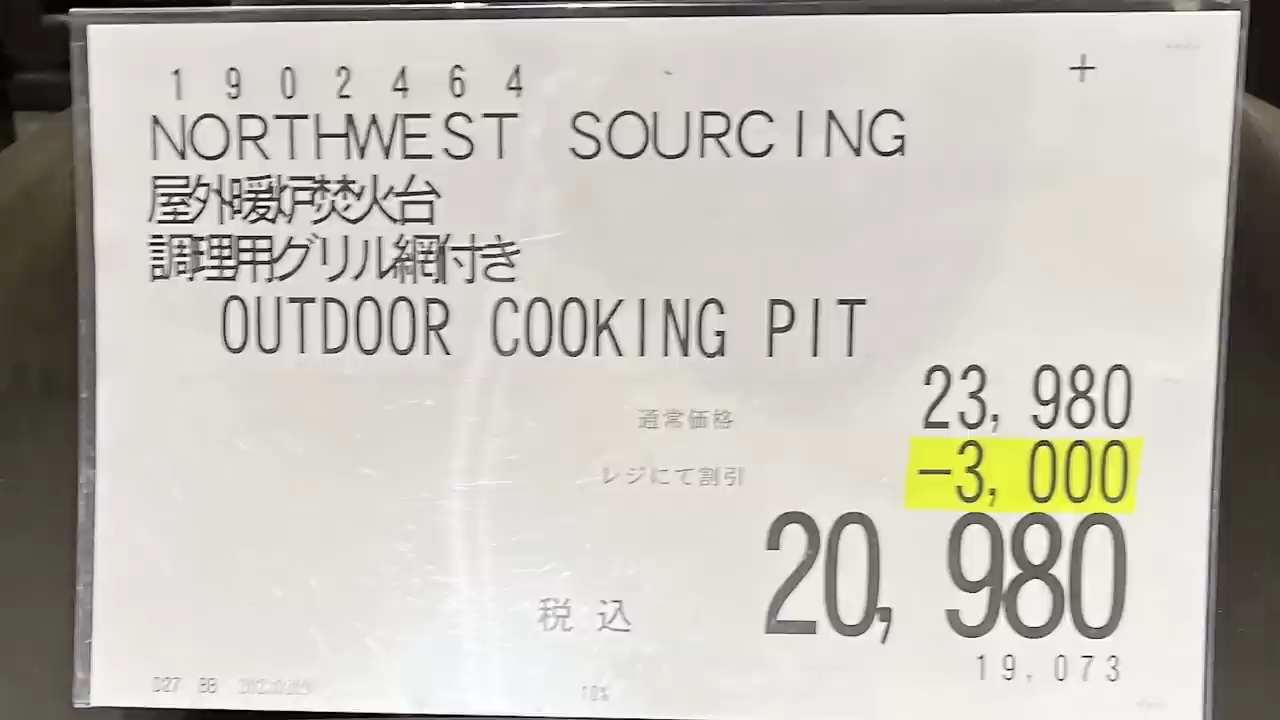 1902464
+
NORTHWEST SOURCING
屋外暖炉焚火台
調理用グリル網付き
OUTDOOR COOKING PIT
通常価格 23,980
レジにて割引 -3,000
税込 20,980
19,073
D27 BB
10%